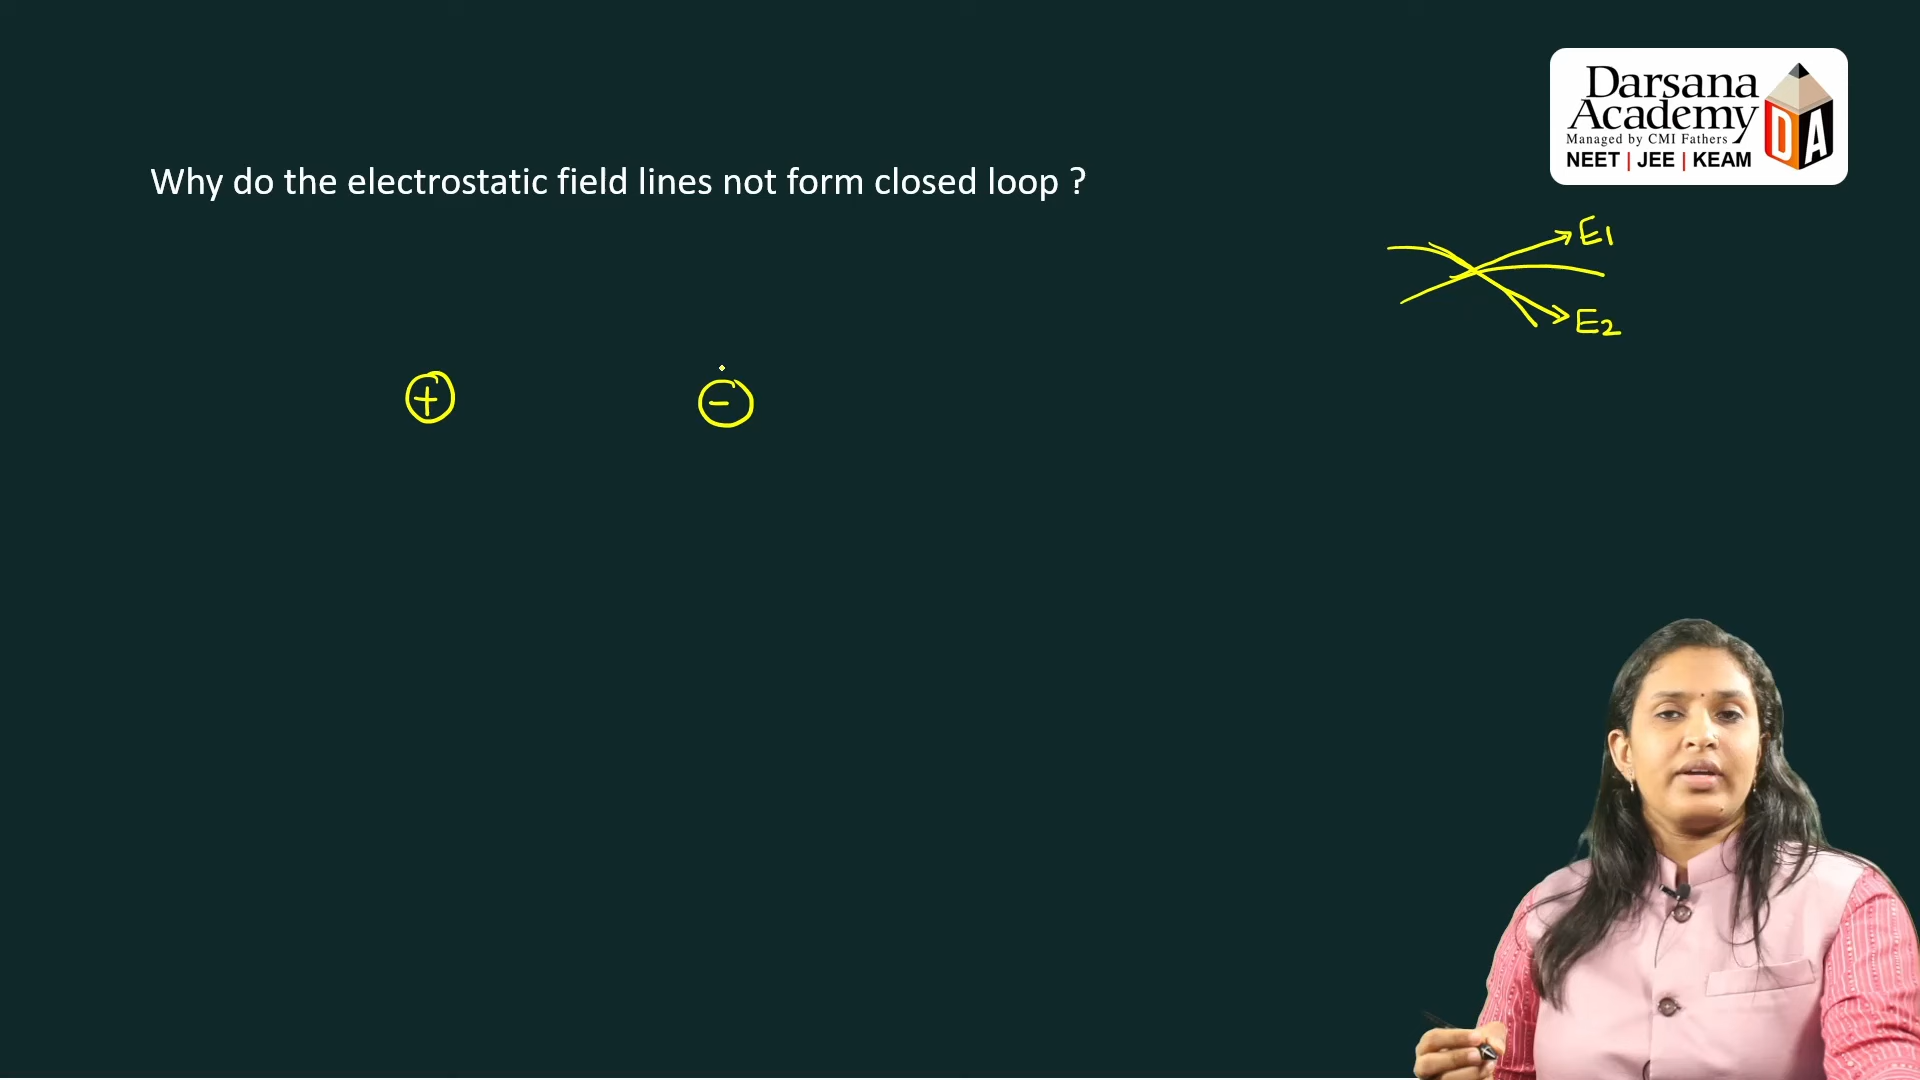 Darsana
Academy
Managed by CMI Fathers
NEET | JEE | KEAM
DA
Why do the electrostatic field lines not form closed loop ?
E1
E2
+
-